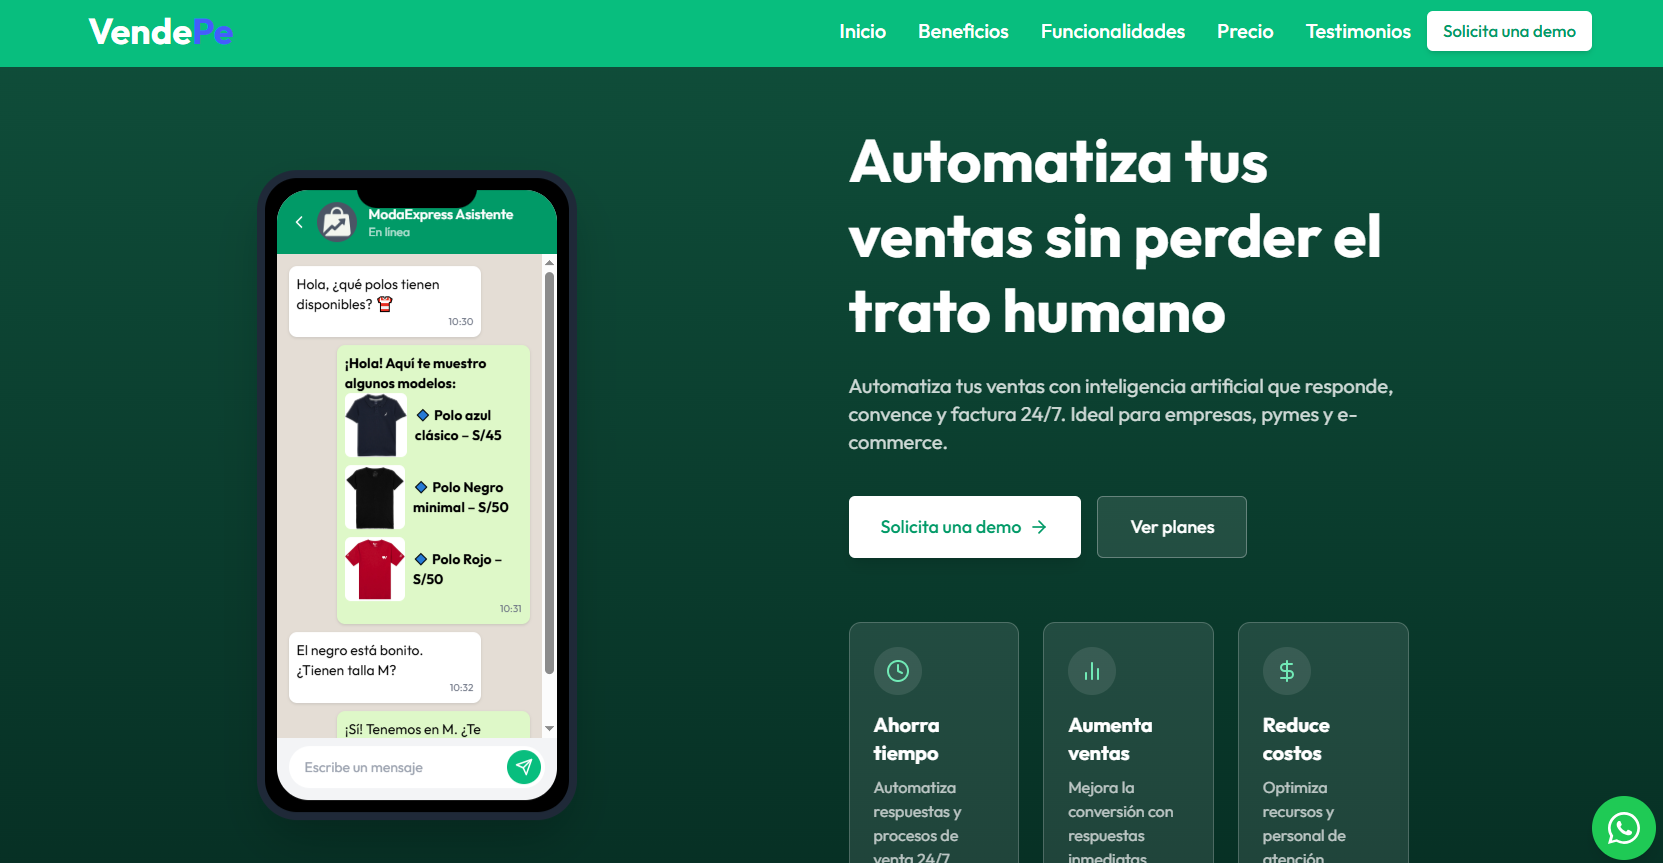 VendePe
Inicio
Beneficios
Funcionalidades
Precio
Testimonios
Solicita una demo
ModaExpress Asistente
En línea
Hola, ¿qué polos tienen
disponibles?
10:30
¡Hola! Aquí te muestro
algunos modelos:
Polo azul
clásico – S/45
Polo Negro
minimal – S/50
Polo Rojo –
S/50
10:31
El negro está bonito.
¿Tienen talla M?
10:32
¡Sí! Tenemos en M. ¿Te
Escribe un mensaje
Automatiza tus
ventas sin perder el
trato humano
Automatiza tus ventas con inteligencia artificial que responde,
convence y factura 24/7. Ideal para empresas, pymes y e-
commerce.
Solicita una demo
Ver planes
Ahorra
tiempo
Automatiza
respuestas y
procesos de
venta 24/7
Aumenta
ventas
Mejora la
conversión con
respuestas
inmediatas
Reduce
costos
Optimiza
recursos y
personal de
atención